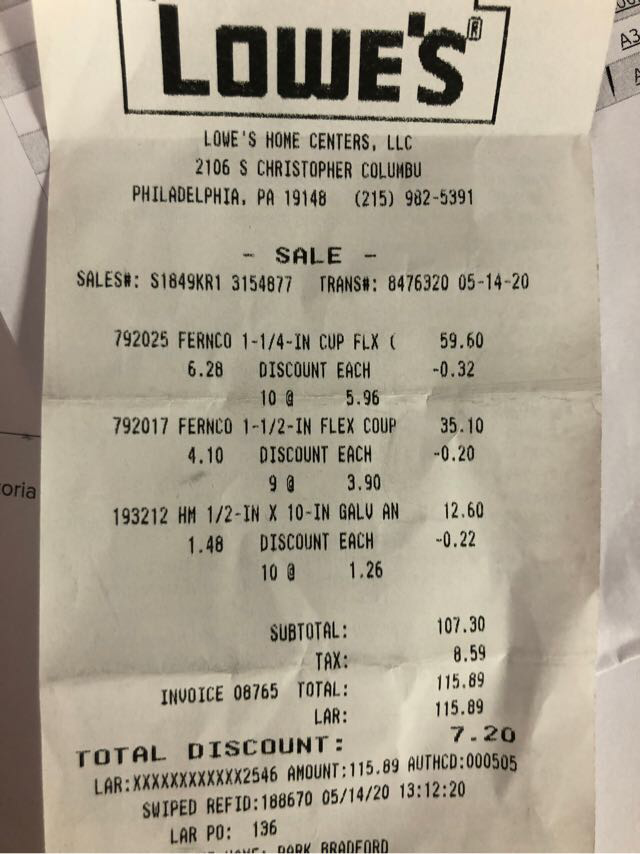 LOWE'S®
LOWE'S HOME CENTERS, LLC
2106 S CHRISTOPHER COLUMBU
PHILADELPHIA, PA 19148 (215) 982-5391
- SALE -
SALES#: S1849KR1 3154877 TRANS#: 8476320 05-14-20
792025 FERNCO 1-1/4-IN CUP FLX ( 59.60
6.28 DISCOUNT EACH -0.32
10 @ 5.96
792017 FERNCO 1-1/2-IN FLEX COUP 35.10
4.10 DISCOUNT EACH -0.20
9 @ 3.90
193212 HM 1/2-IN X 10-IN GALV AN 12.60
1.48 DISCOUNT EACH -0.22
10 @ 1.26
SUBTOTAL: 107.30
TAX: 8.59
INVOICE 08765 TOTAL: 115.89
LAR: 115.89
TOTAL DISCOUNT: 7.20
LAR:XXXXXXXXXXXX2546 AMOUNT:115.89 AUTHCD:000505
SWIPED REFID:188670 05/14/20 13:12:20
LAR PO: 136
PARK BRADFORD
oria
A3